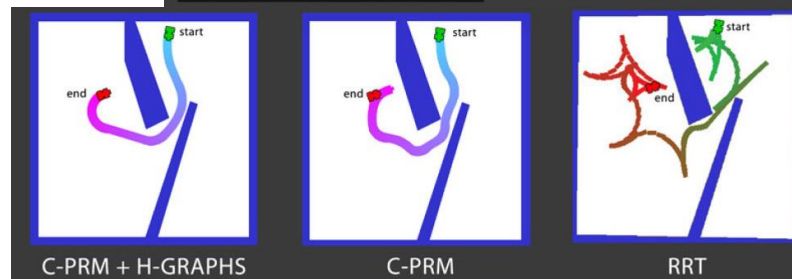 start
end
C-PRM + H-GRAPHS
start
end
C-PRM
start
end
RRT